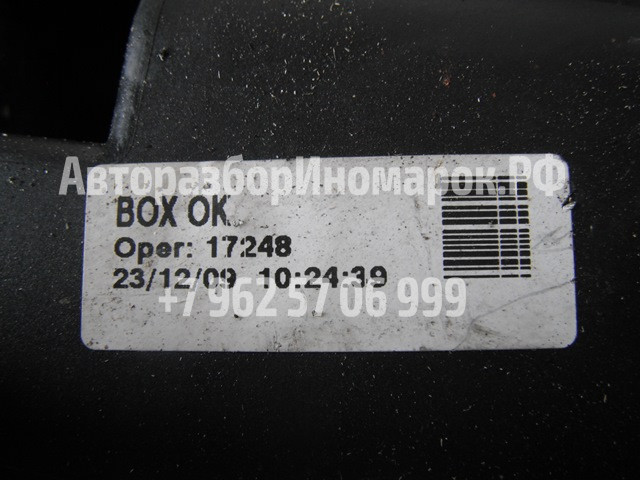 АвторазборИномарок.РФ
BOX OK
Oper: 17248
23/12/09 10:24:39
+7 962 57 06 999